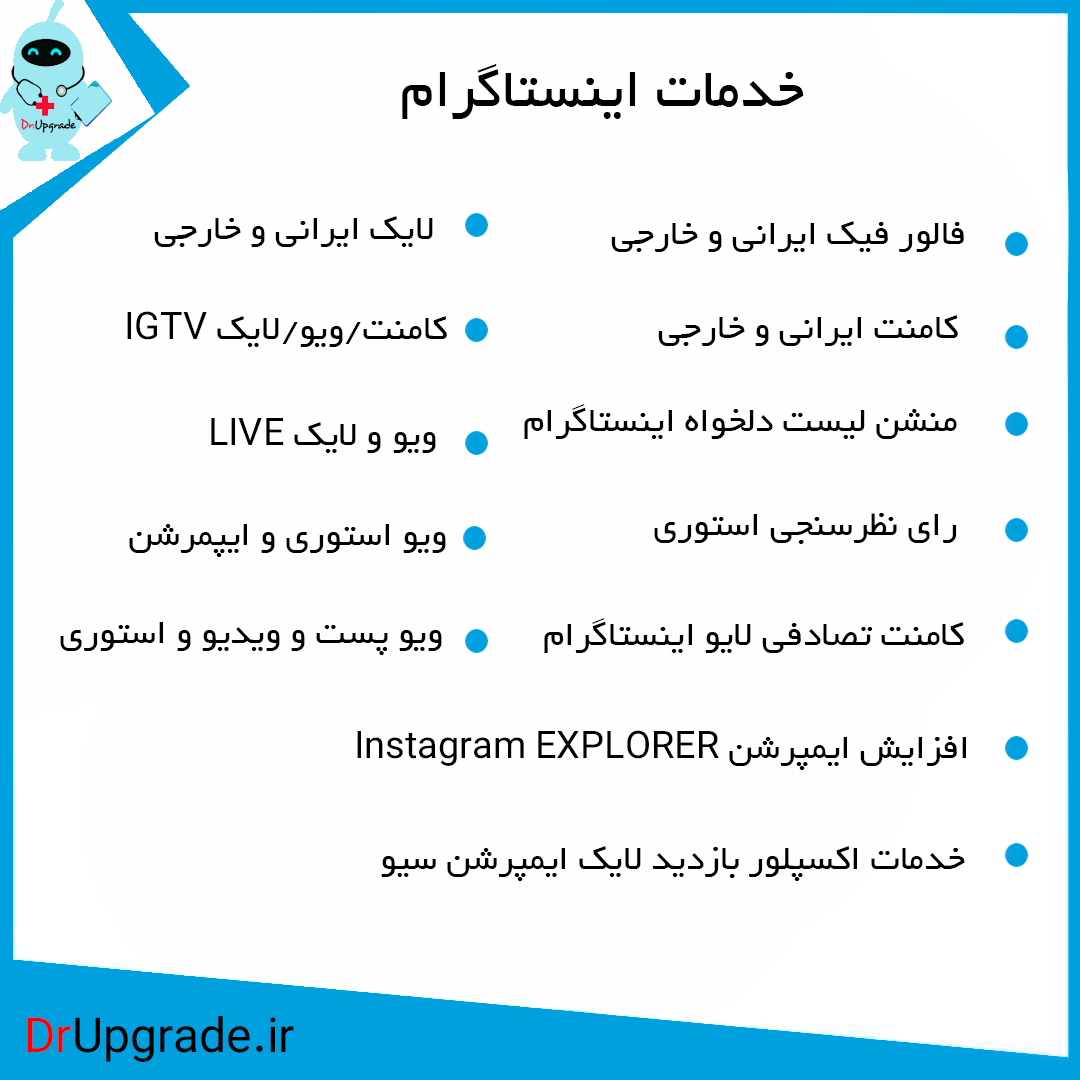 Dr.Upgrade
خدمات اینستاگرام
فالور فیک ایرانی و خارجی
کامنت ایرانی و خارجی
منشن لیست دلخواه اینستاگرام
رای نظرسنجی استوری
کامنت تصادفی لایو اینستاگرام
افزایش ایمپرشن Instagram EXPLORER
خدمات اکسپلور بازدید لایک ایمپرشن سیو
لایک ایرانی و خارجی
کامنت/ویو/لایک IGTV
ویو و لایک LIVE
ویو استوری و ایپمرشن
ویو پست و ویدیو و استوری
DrUpgrade.ir